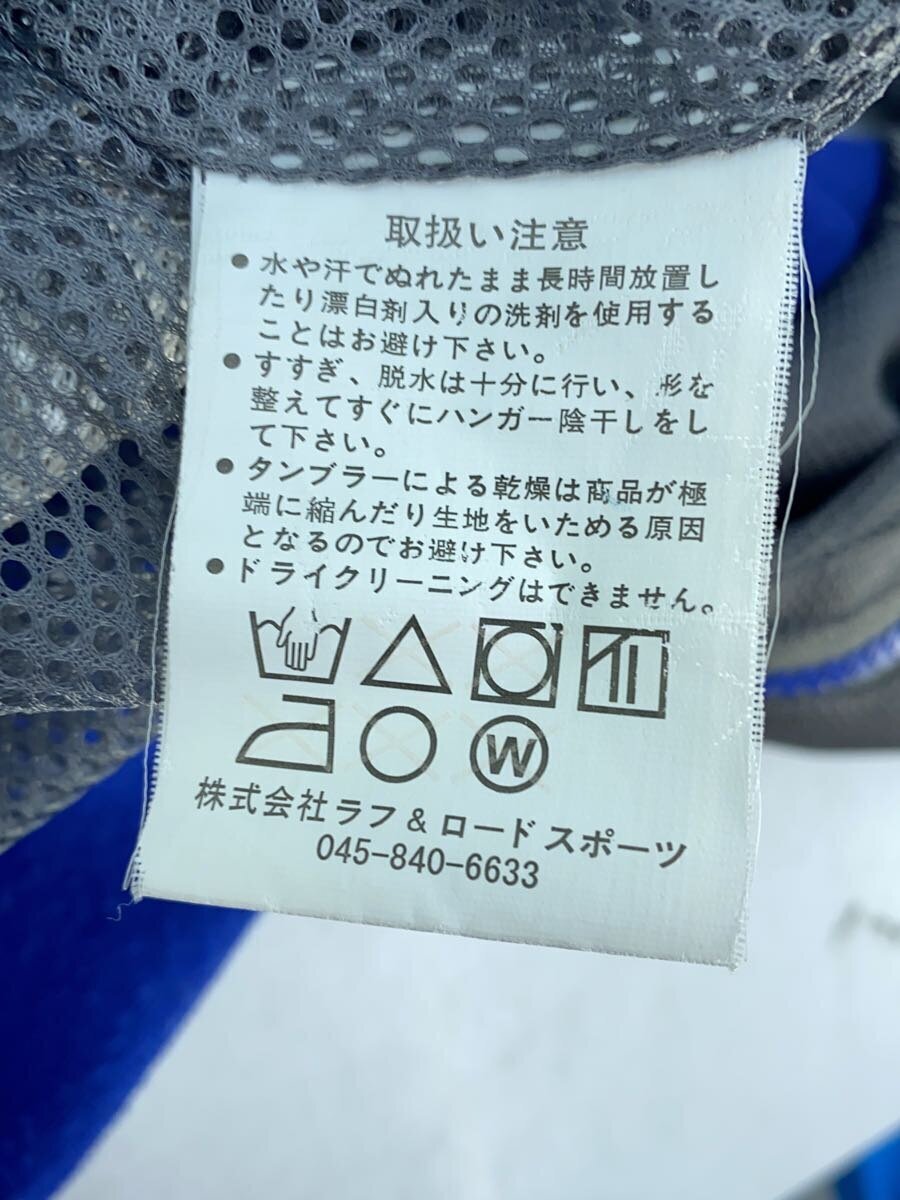 取扱い注意
● 水や汗でぬれたまま長時間放置し
たり漂白剤入りの洗剤を使用する
ことはお避け下さい。
● すすぎ、脱水は十分に行い、形を
整えてすぐにハンガー陰干しをし
て下さい。
● タンブラーによる乾燥は商品が極
端に縮んだり生地をいためる原因
となるのでお避け下さい。
● ドライクリーニングはできません。
W
株式会社ラフ&ロードスポーツ
045-840-6633